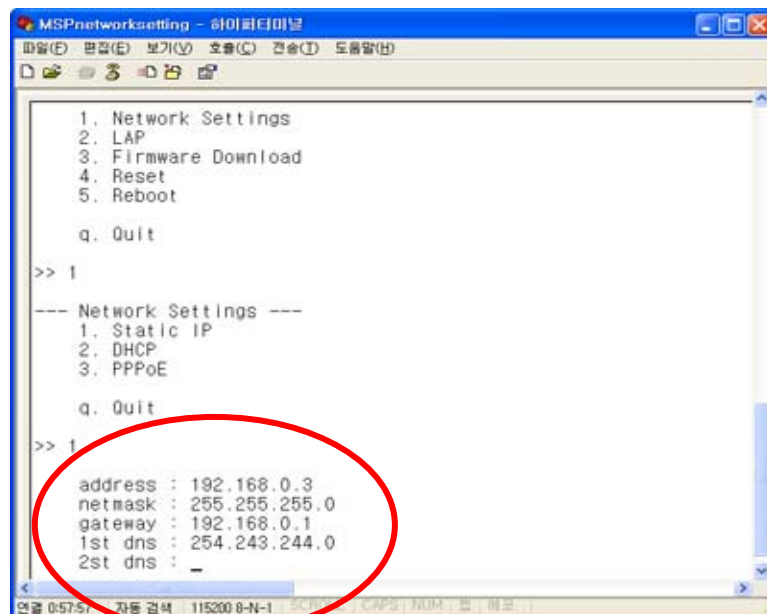 MSPnetworksetting - 하이퍼터미널
파일(F) 편집(E) 보기(V) 호출(C) 전송(T) 도움말(H)
1. Network Settings
2. LAP
3. Firmware Download
4. Reset
5. Reboot
q. Quit
>> 1
--- Network Settings ---
1. Static IP
2. DHCP
3. PPPoE
q. Quit
>> 1
address : 192.168.0.3
netmask : 255.255.255.0
gateway : 192.168.0.1
1st dns : 254.243.244.0
2st dns : _
연결 0:57:57 자동 검색 115200 8-N-1 SCROLL CAPS NUM 캡 에코